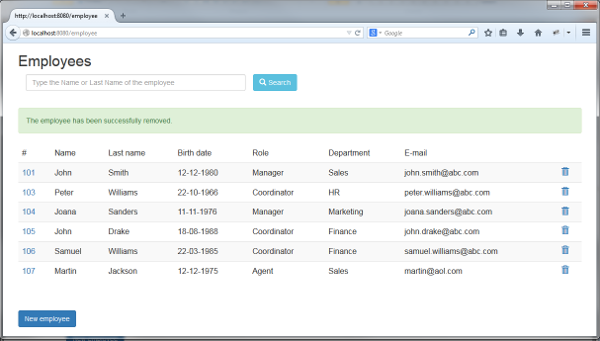 http://localhost:8080/employee
localhost:8080/employee
Google
Employees
Type the Name or Last Name of the employee
Search
The employee has been successfully removed.
# Name Last name Birth date Role Department E-mail
101 John Smith 12-12-1980 Manager Sales john.smith@abc.com
103 Peter Williams 22-10-1966 Coordinator HR peter.williams@abc.com
104 Joana Sanders 11-11-1976 Manager Marketing joana.sanders@abc.com
105 John Drake 18-08-1988 Coordinator Finance john.drake@abc.com
106 Samuel Williams 22-03-1985 Coordinator Finance samuel.williams@abc.com
107 Martin Jackson 12-12-1975 Agent Sales martin@aol.com
New employee